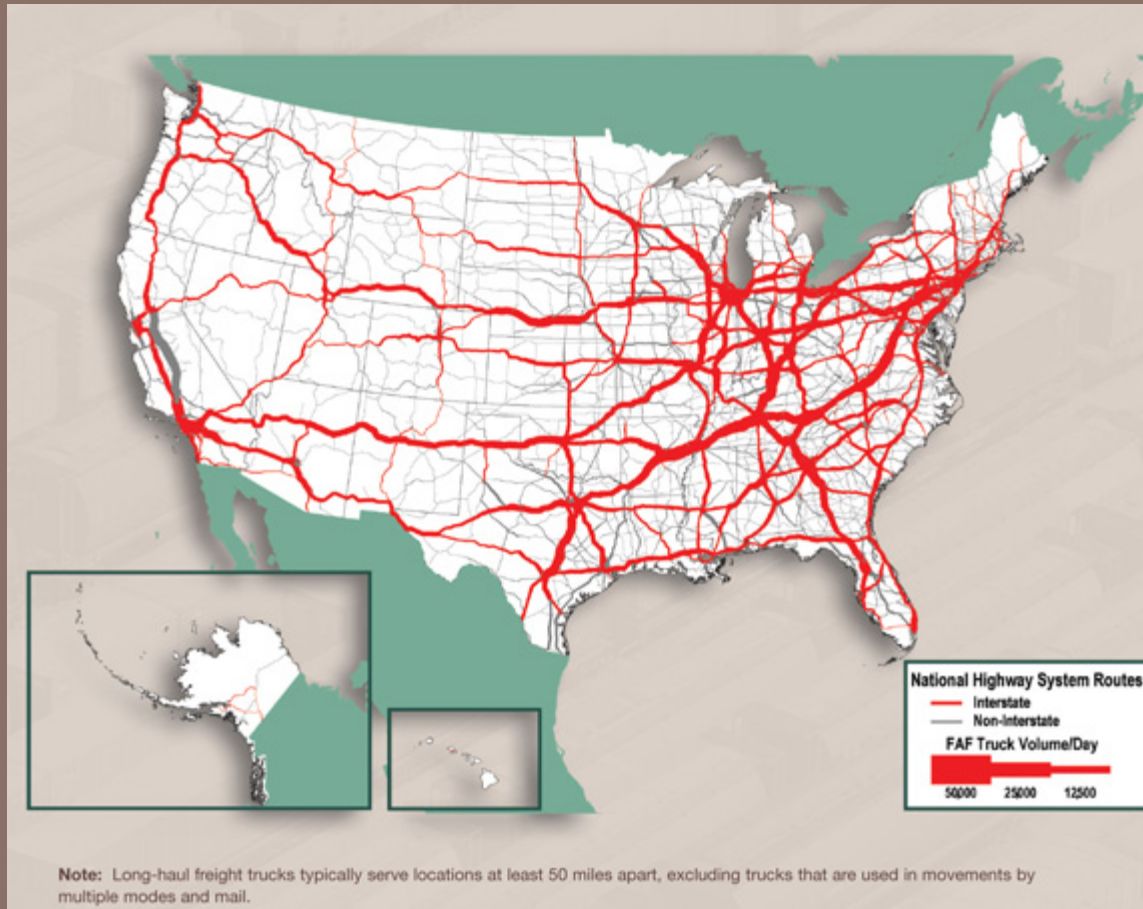 National Highway System Routes
Interstate
Non-Interstate
FAF Truck Volume/Day
50,000 25,000 12,500
Note: Long-haul freight trucks typically serve locations at least 50 miles apart, excluding trucks that are used in movements by
multiple modes and mail.